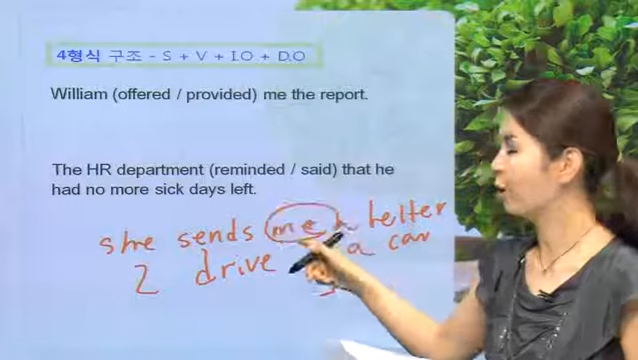 4형식 구조 - S + V + I.O + D.O
William (offered / provided) me the report.
The HR department (reminded / said) that he
had no more sick days left.
she sends me a letter
I drive a car